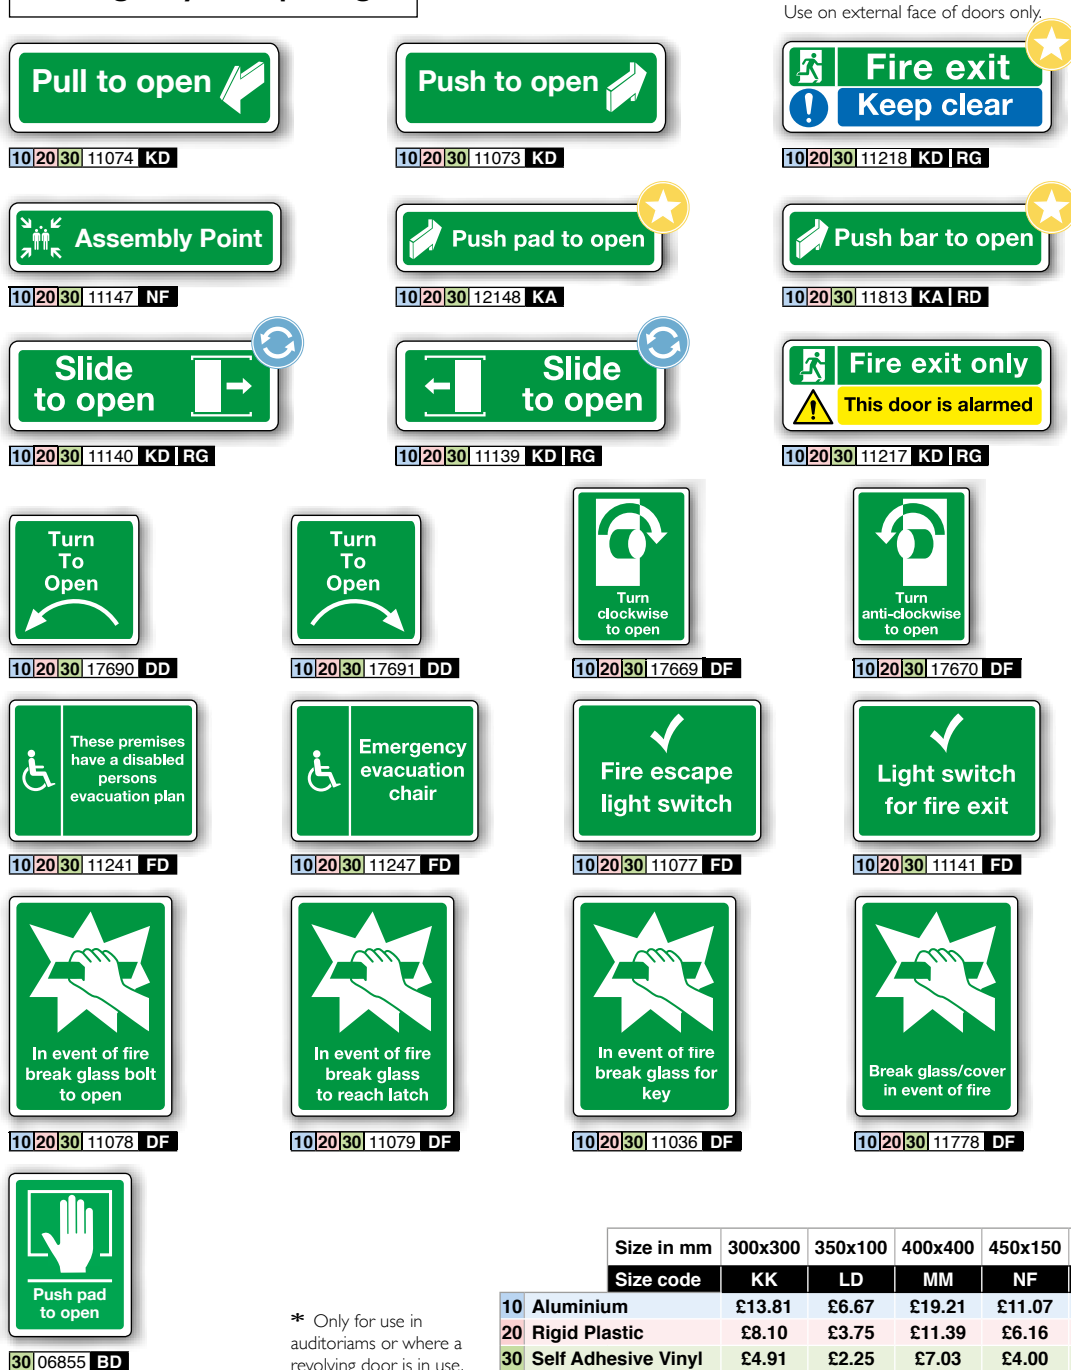 Use on external face of doors only.
Pull to open
10 20 30 11074 KD
Push to open
10 20 30 11073 KD
Fire exit
Keep clear
10 20 30 11218 KD RG
Assembly Point
10 20 30 11147 NF
Push pad to open
10 20 30 12148 KA
Push bar to open
10 20 30 11813 KA RD
Slide
to open
10 20 30 11140 KD RG
Slide
to open
10 20 30 11139 KD RG
Fire exit only
This door is alarmed
10 20 30 11217 KD RG
Turn
To
Open
10 20 30 17690 DD
Turn
To
Open
10 20 30 17691 DD
Turn
clockwise
to open
10 20 30 17669 DF
Turn
anti-clockwise
to open
10 20 30 17670 DF
These premises
have a disabled
persons
evacuation plan
10 20 30 11241 FD
Emergency
evacuation
chair
10 20 30 11247 FD
Fire escape
light switch
10 20 30 11077 FD
Light switch
for fire exit
10 20 30 11141 FD
In event of fire
break glass bolt
to open
10 20 30 11078 DF
In event of fire
break glass
to reach latch
10 20 30 11079 DF
In event of fire
break glass for
key
10 20 30 11036 DF
Break glass/cover
in event of fire
10 20 30 11778 DF
Push pad
to open
30 06855 BD
* Only for use in
auditoriams or where a
revolving door is in use.
Size in mm 300x300 350x100 400x400 450x150
Size code KK LD MM NF
10 Aluminium £13.81 £6.67 £19.21 £11.07
20 Rigid Plastic £8.10 £3.75 £11.39 £6.16
30 Self Adhesive Vinyl £4.91 £2.25 £7.03 £4.00